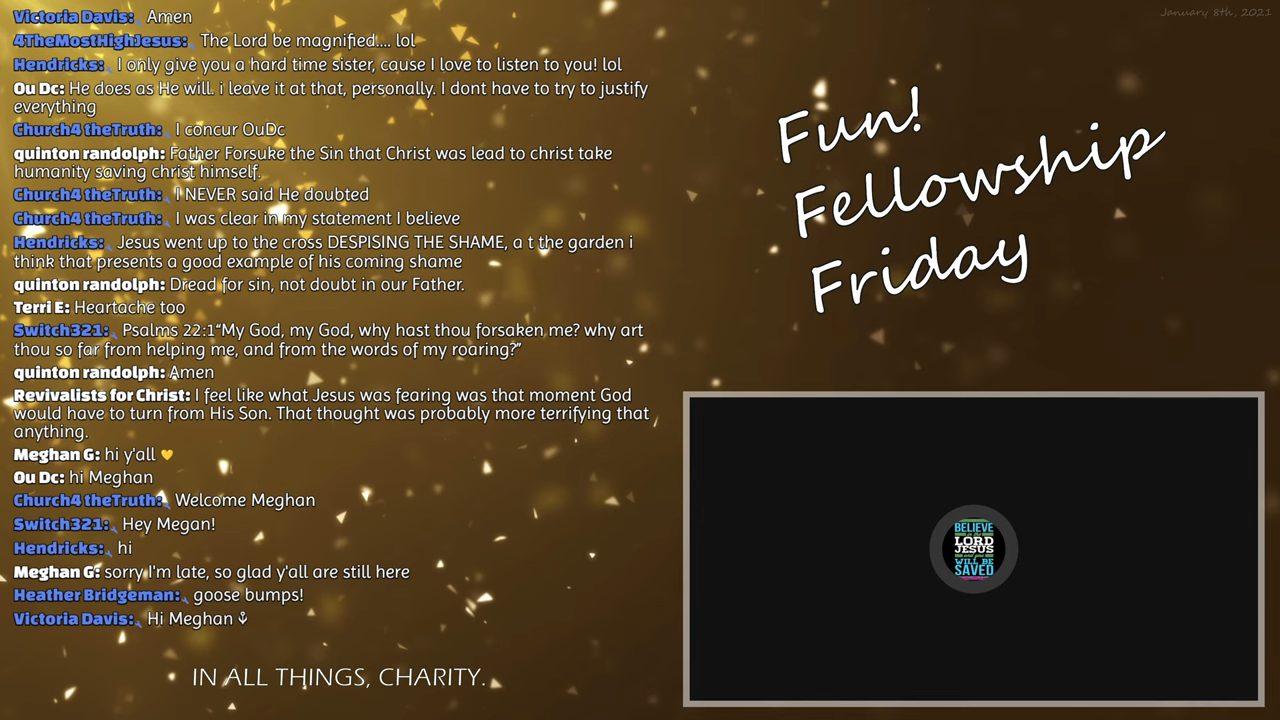 Victoria Davis: Amen
4TheMostHighJesus: The Lord be magnified.... lol
Hendricks: I only give you a hard time sister, cause I love to listen to you! lol
Ou Dc: He does as He will. i leave it at that, personally. I dont have to try to justify
everything
Church4 theTruth: I concur OuDc
quinton randolph: Father Forsuke the Sin that Christ was lead to christ take
humanity saving christ himself.
Church4 theTruth: I NEVER said He doubted
Church4 theTruth: I was clear in my statement I believe
Hendricks: Jesus went up to the cross DESPISING THE SHAME, a t the garden i
think that presents a good example of his coming shame
quinton randolph: Dread for sin, not doubt in our Father.
Terri E: Heartache too
Switch321: Psalms 22:1“My God, my God, why hast thou forsaken me? why art
thou so far from helping me, and from the words of my roaring?”
quinton randolph: Amen
Revivalists for Christ: I feel like what Jesus was fearing was that moment God
would have to turn from His Son. That thought was probably more terrifying that
anything.
Meghan G: hi y'all 💛
Ou Dc: hi Meghan
Church4 theTruth: Welcome Meghan
Switch321: Hey Megan!
Hendricks: hi
Meghan G: sorry I'm late, so glad y'all are still here
Heather Bridgeman: goose bumps!
Victoria Davis: Hi Meghan ⚘
IN ALL THINGS, CHARITY.
January 8th, 2021
Fun!
Fellowship
Friday
BELIEVE
LORD
JESUS
WILL BE
SAVED